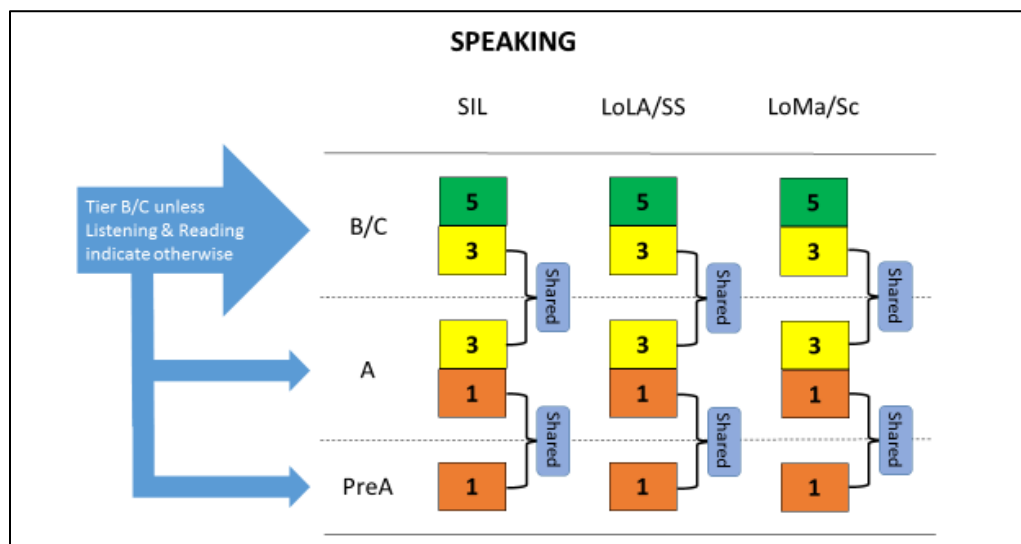 SPEAKING
SIL LoLA/SS LoMa/Sc
Tier B/C unless
Listening & Reading
indicate otherwise
B/C
5 5 5
3 3 3
Shared Shared Shared
A
3 3 3
1 1 1
Shared Shared Shared
PreA
1 1 1